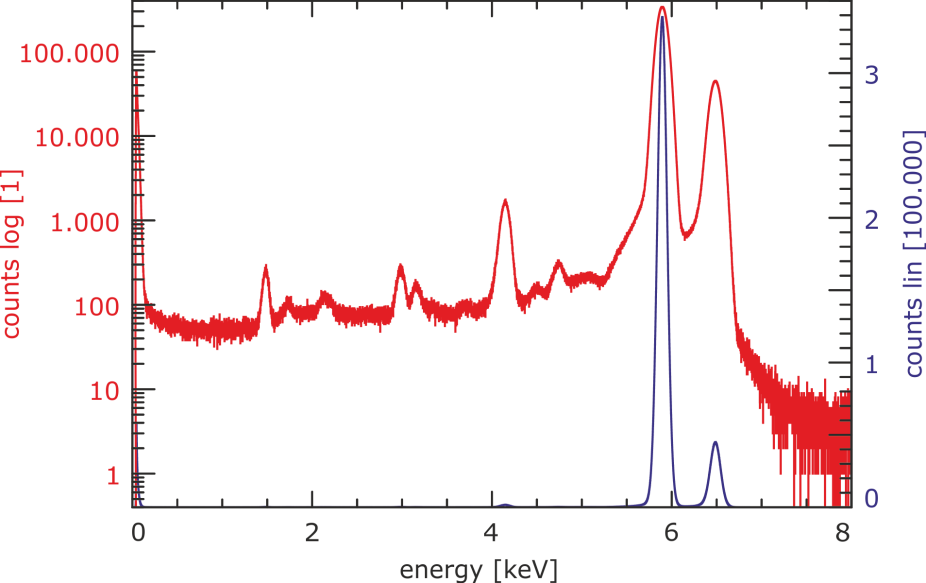 100.000
10.000
1.000
100
10
1
counts log [1]
3
2
1
0
counts lin [100.000]
0 2 4 6 8
energy [keV]